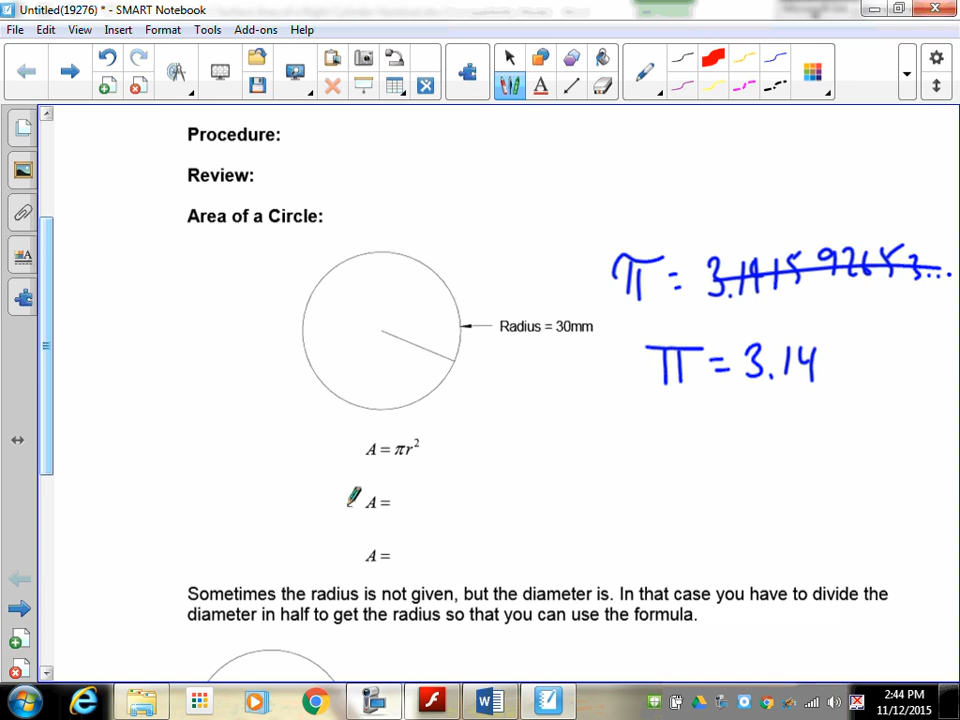 Untitled(19276) * - SMART Notebook
File Edit View Insert Format Tools Add-ons Help
Procedure:
Review:
Area of a Circle:
π = 3.1415 92653...
Radius = 30mm
π = 3.14
A = πr²
A =
A =
Sometimes the radius is not given, but the diameter is. In that case you have to divide the
diameter in half to get the radius so that you can use the formula.
2:44 PM
11/12/2015